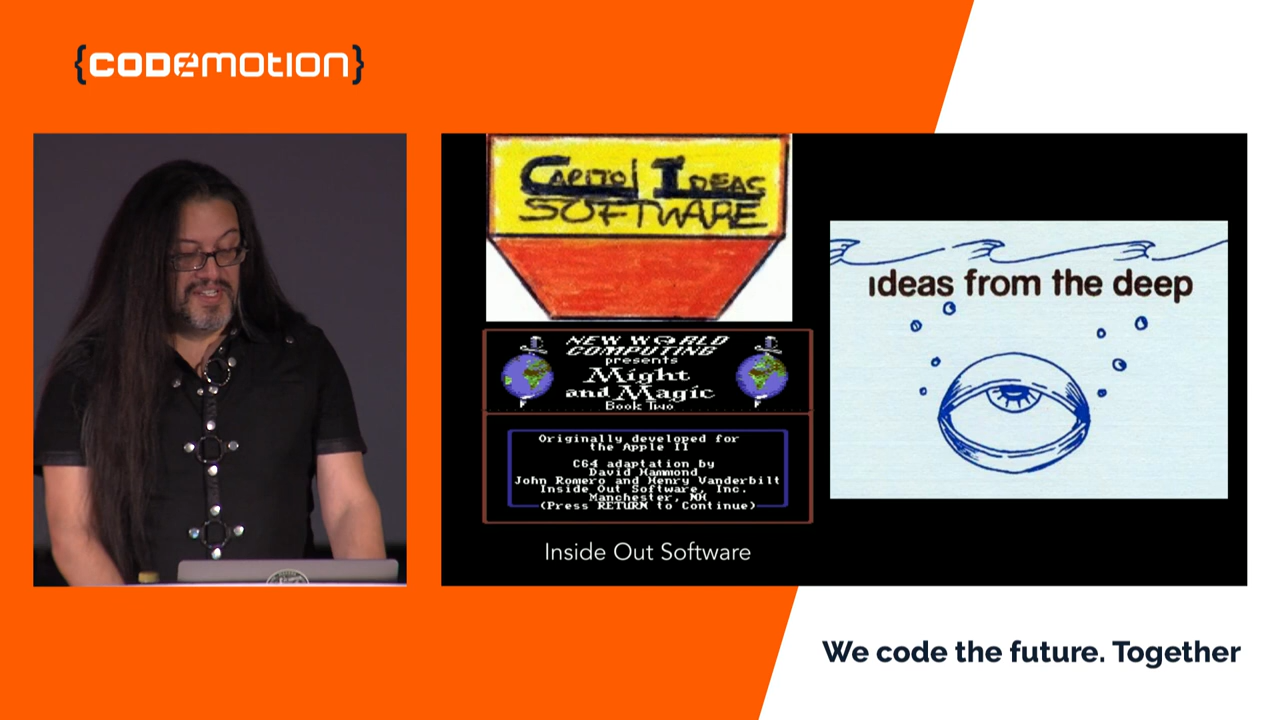 {CODEMOTION}
CAPITOL IDEAS
SOFTWARE
NEW WORLD
COMPUTING
presents
Might
and Magic
Book Two
Originally developed for
the Apple II
C64 adaptation by
David Hammond
John Romero and Henry Vanderbilt
Inside Out Software, Inc.
Manchester, NH
(Press RETURN to Continue)
Inside Out Software
ideas from the deep
We code the future. Together